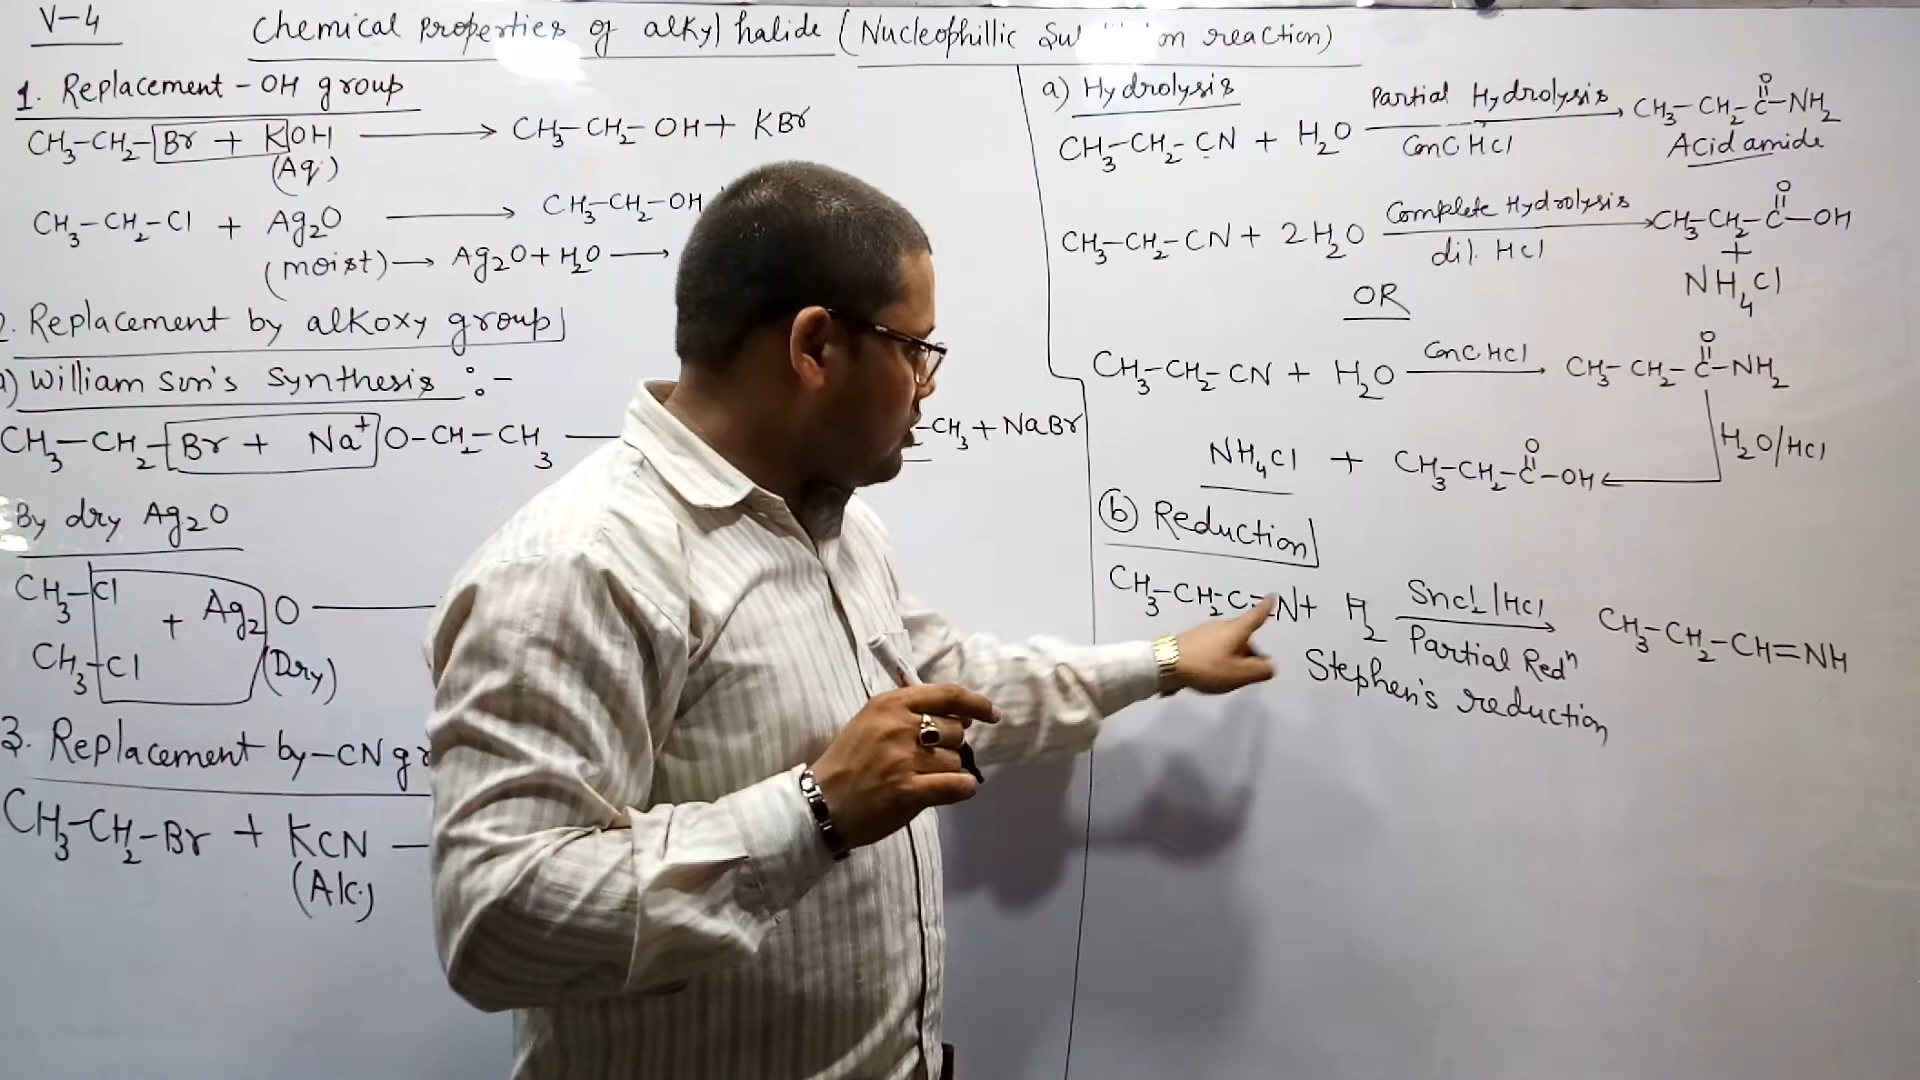 V-4
Chemical Properties of alkyl halide (Nucleophillic Su on reaction)
1. Replacement - OH group
CH3-CH2-Br + KOH → CH3-CH2-OH + KBr
(Aq.)
CH3-CH2-Cl + Ag2O → CH3-CH2-OH
(moist) → Ag2O + H2O →
2. Replacement by alkoxy group
a) William Son's Synthesis :-
CH3-CH2-Br + Na+ O-CH2-CH3 — -CH3 + NaBr
By dry Ag2O
CH3-Cl
+ Ag2O —
CH3-Cl (Dry)
3. Replacement by -CN gr
CH3-CH2-Br + KCN —
(Alc.)
a) Hydrolysis
CH3-CH2-CN + H2O Partial Hydrolysis → ConC HCl CH3-CH2-C-NH2
O
Acid amide
CH3-CH2-CN + 2H2O Complete Hydrolysis → dil. HCl CH3-CH2-C-OH
O
+
NH4Cl
OR
CH3-CH2-CN + H2O ConC HCl → CH3-CH2-C-NH2
O
H2O/HCl
NH4Cl + CH3-CH2-C-OH ←
O
(b) Reduction
CH3-CH2-C≡N + H2 SnCl2/HCl → CH3-CH2-CH=NH
Partial Redn
Stephen's reduction